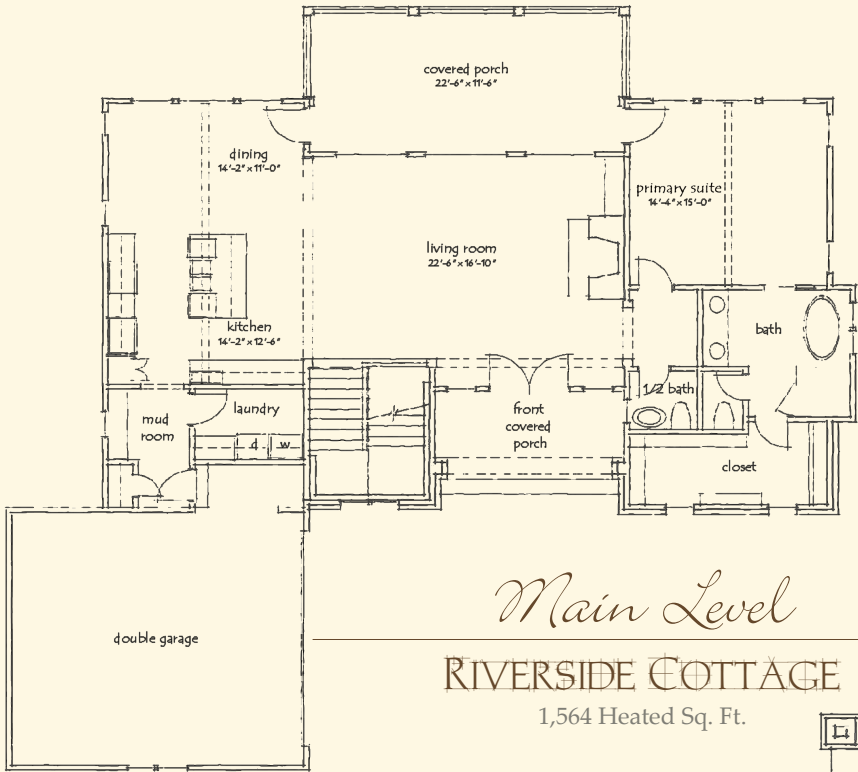 covered porch
22'-6" x 11'-6"
dining
14'-2" x 11'-0"
primary suite
14'-4" x 15'-0"
living room
22'-6" x 16'-10"
kitchen
14'-2" x 12'-6"
bath
1/2 bath
mud
room
laundry
d w
front
covered
porch
closet
double garage
Main Level
RIVERSIDE COTTAGE
1,564 Heated Sq. Ft.